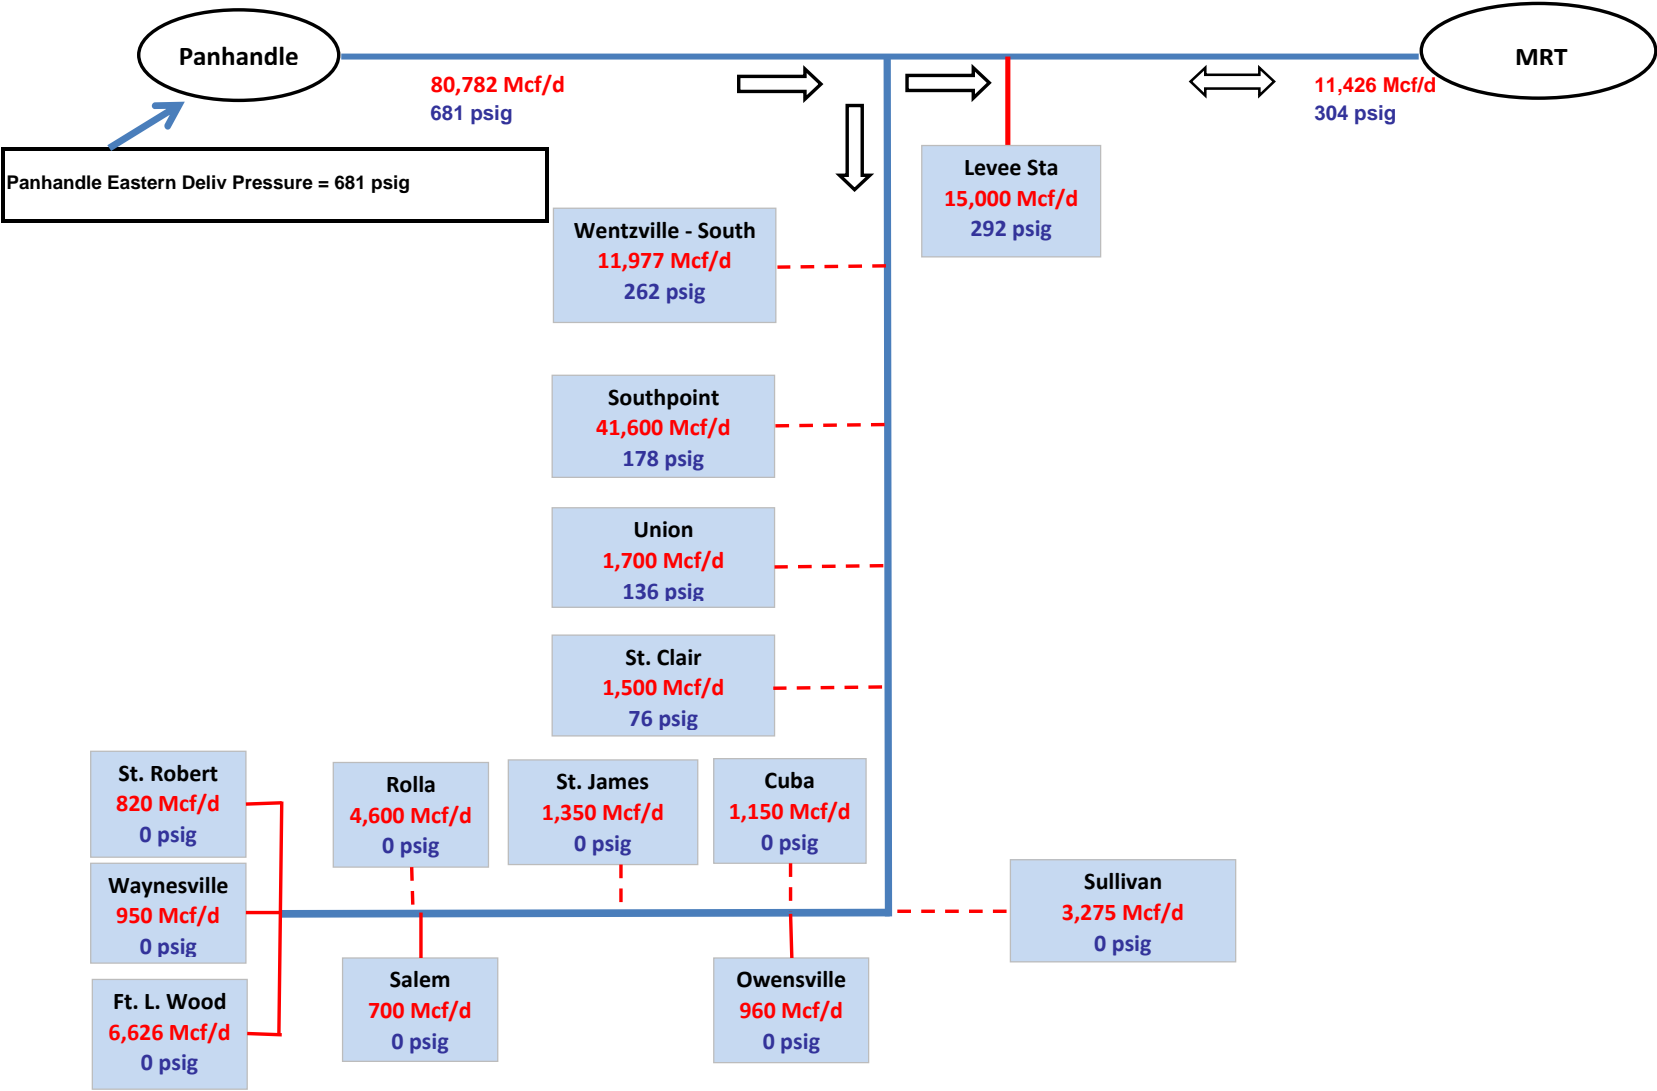 Panhandle
MRT
80,782 Mcf/d
681 psig
11,426 Mcf/d
304 psig
Panhandle Eastern Deliv Pressure = 681 psig
Levee Sta
15,000 Mcf/d
292 psig
Wentzville - South
11,977 Mcf/d
262 psig
Southpoint
41,600 Mcf/d
178 psig
Union
1,700 Mcf/d
136 psig
St. Clair
1,500 Mcf/d
76 psig
St. Robert
820 Mcf/d
0 psig
Rolla
4,600 Mcf/d
0 psig
St. James
1,350 Mcf/d
0 psig
Cuba
1,150 Mcf/d
0 psig
Waynesville
950 Mcf/d
0 psig
Sullivan
3,275 Mcf/d
0 psig
Ft. L. Wood
6,626 Mcf/d
0 psig
Salem
700 Mcf/d
0 psig
Owensville
960 Mcf/d
0 psig